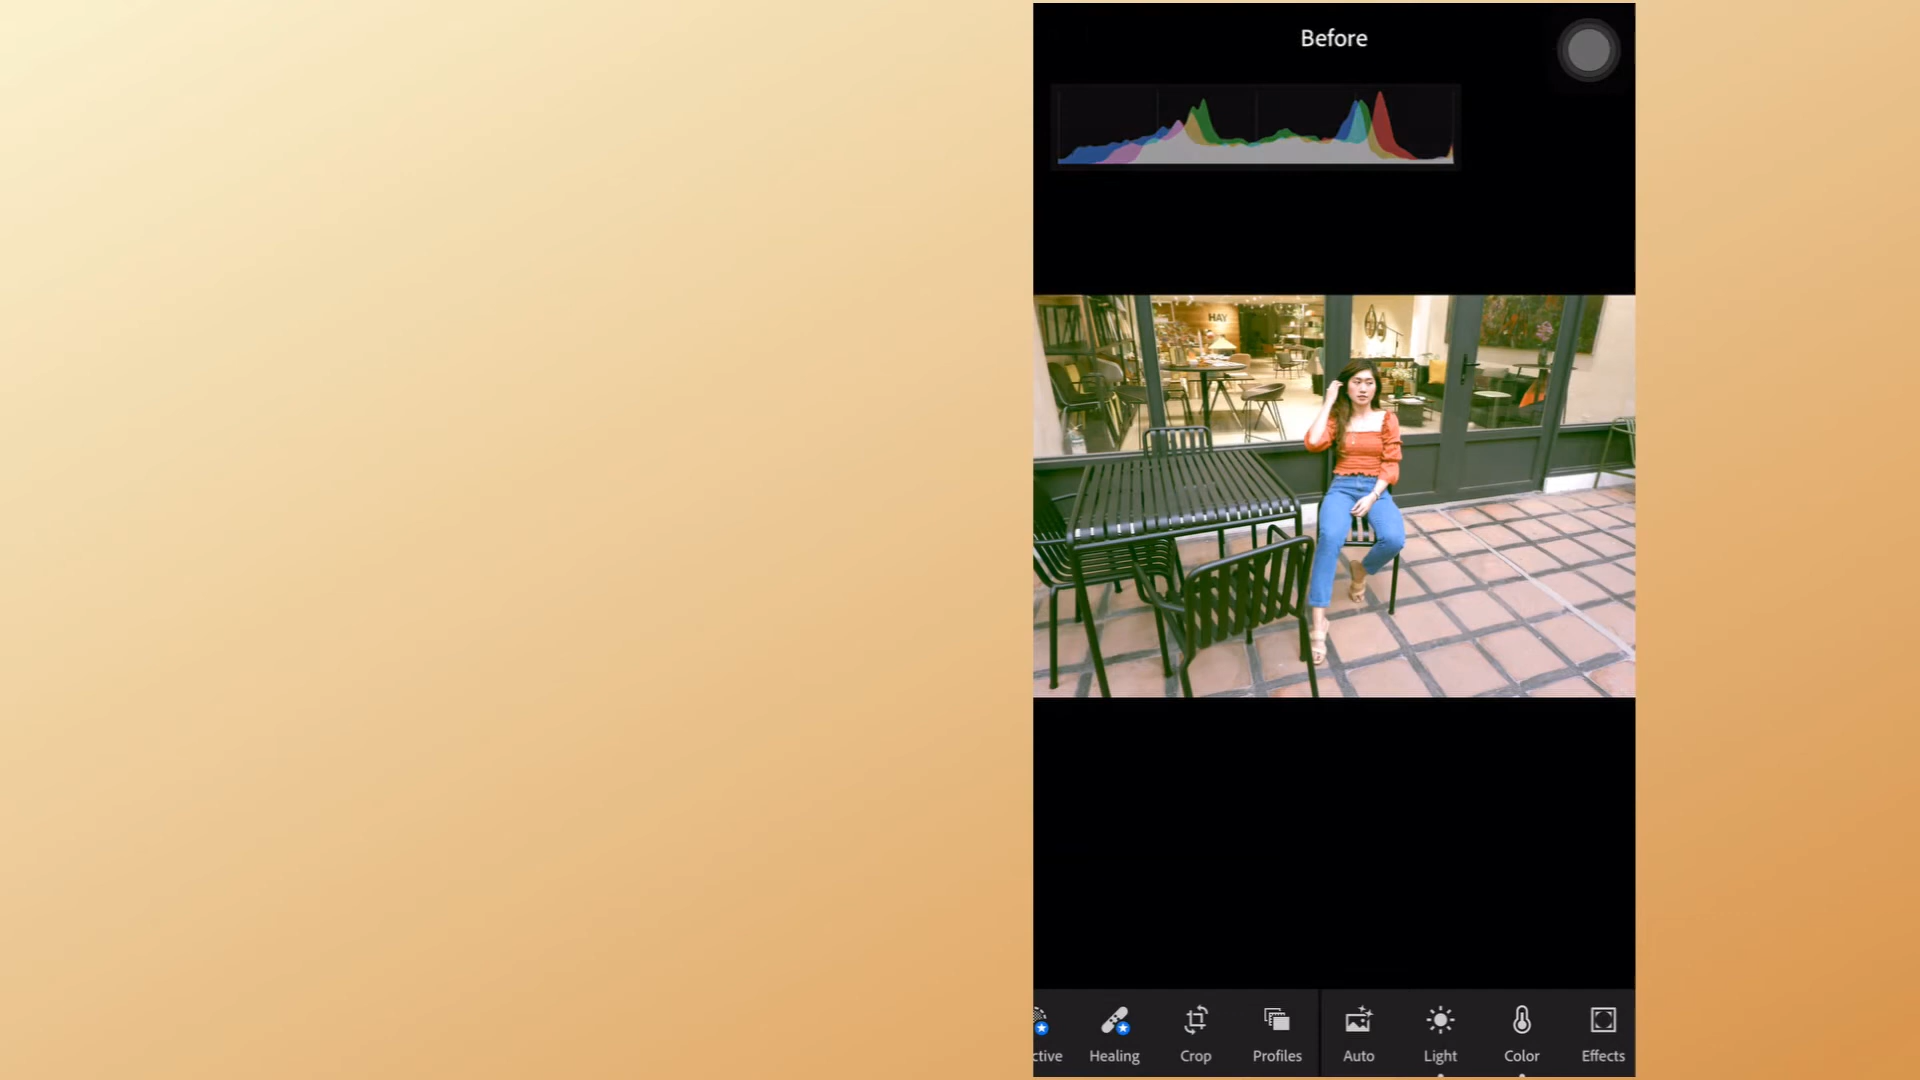 Before
HAY
ctive
Healing
Crop
Profiles
Auto
Light
Color
Effects